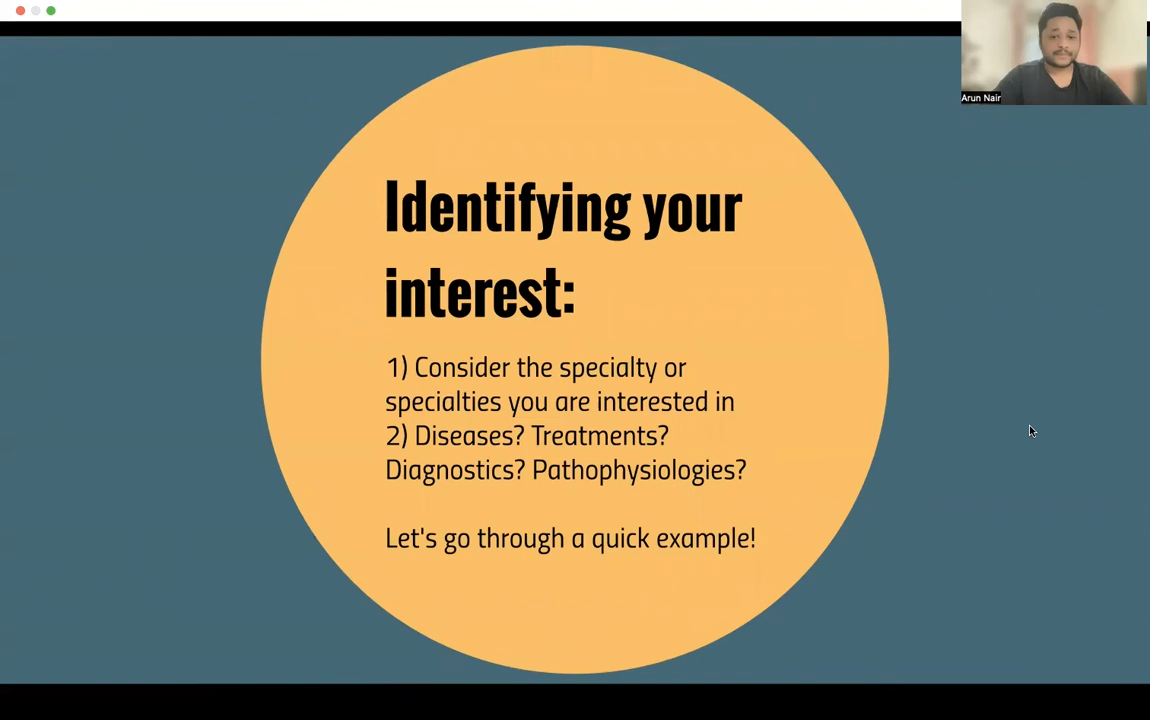 Arun Nair
Identifying your
interest:
1) Consider the specialty or
specialties you are interested in
2) Diseases? Treatments?
Diagnostics? Pathophysiologies?
Let's go through a quick example!